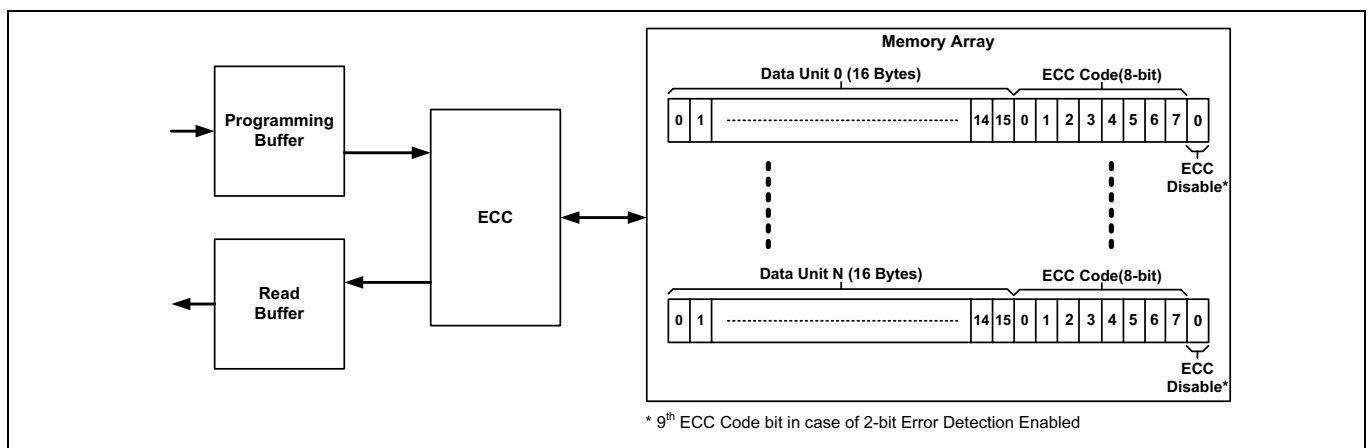 Memory Array
Data Unit 0 (16 Bytes) ECC Code(8-bit)
0 1 14 15 0 1 2 3 4 5 6 7 0
ECC
Disable*
Programming
Buffer
ECC
Read
Buffer
Data Unit N (16 Bytes) ECC Code(8-bit)
0 1 14 15 0 1 2 3 4 5 6 7 0
ECC
Disable*
* 9th ECC Code bit in case of 2-bit Error Detection Enabled